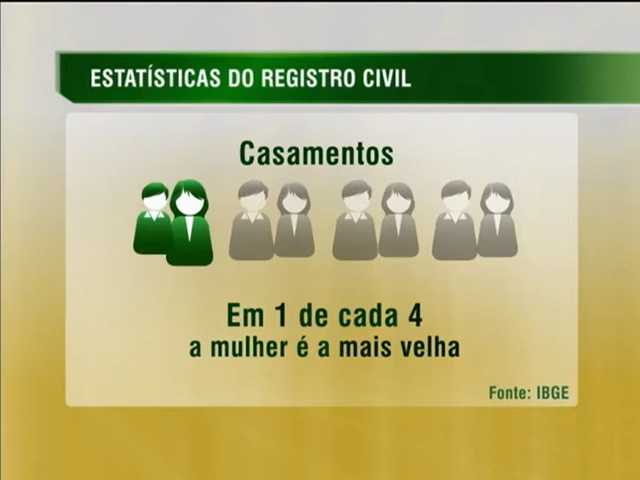 ESTATÍSTICAS DO REGISTRO CIVIL
Casamentos
Em 1 de cada 4
a mulher é a mais velha
Fonte: IBGE